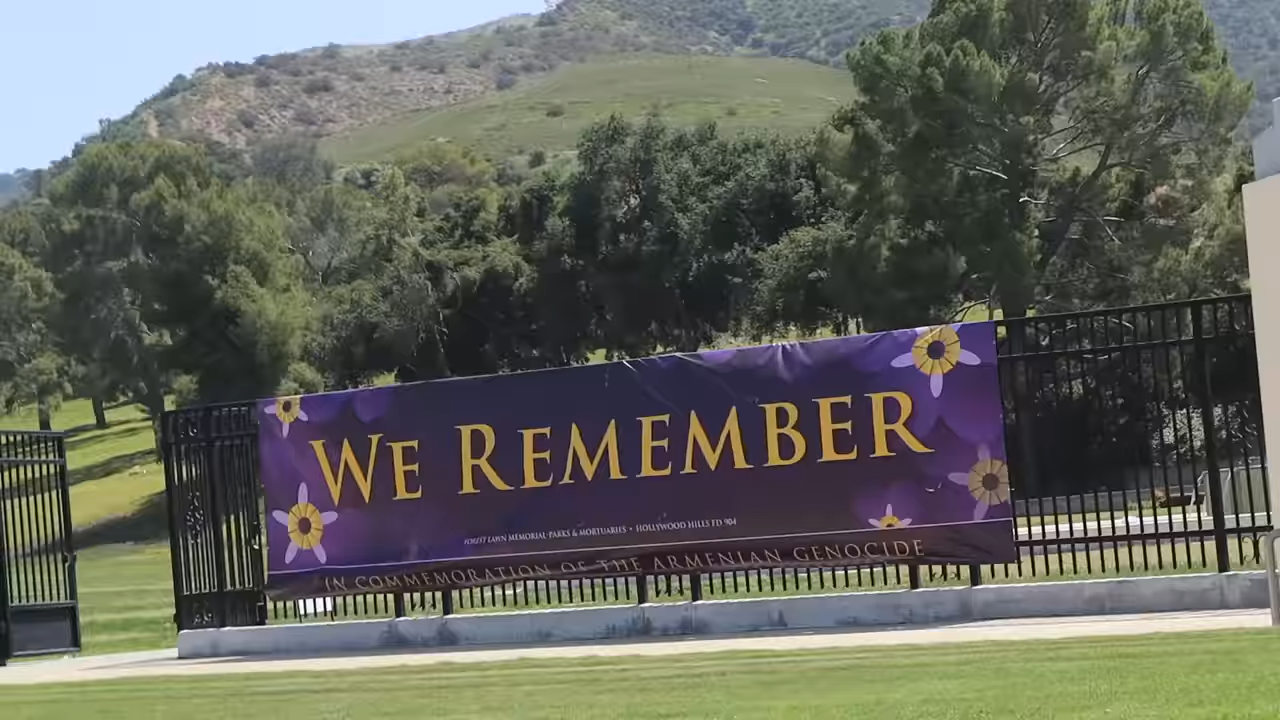 WE REMEMBER
FOREST LAWN MEMORIAL-PARKS & MORTUARIES • HOLLYWOOD HILLS FD 904
IN COMMEMORATION OF THE ARMENIAN GENOCIDE